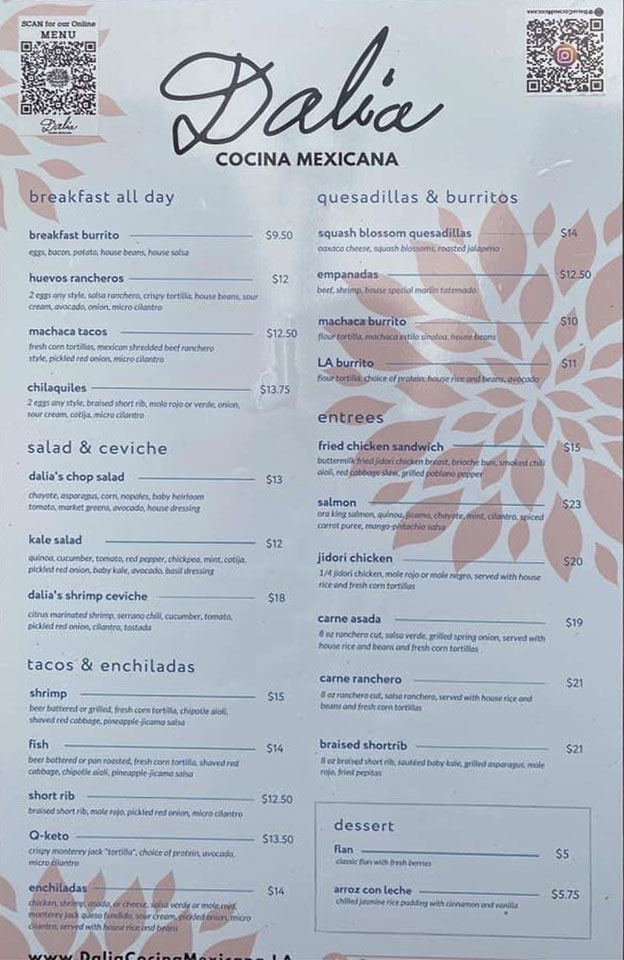 SCAN for our Online
MENU
Dalia
Dalia
COCINA MEXICANA
breakfast all day
breakfast burrito $9.50
eggs, bacon, potato, house beans, house salsa
huevos rancheros $12
2 eggs any style, salsa ranchero, crispy tortilla, house beans, sour
cream, avocado, onion, micro cilantro
machaca tacos $12.50
fresh corn tortillas, mexican shredded beef ranchero
style, pickled red onion, micro cilantro
chilaquiles $13.75
2 eggs any style, braised short rib, mole rojo or verde, onion,
sour cream, cotija, micro cilantro
salad & ceviche
dalia's chop salad $13
chayote, asparagus, corn, nopales, baby heirloom
tomato, market greens, avocado, house dressing
kale salad $12
quinoa, cucumber, tomato, red pepper, chickpea, mint, cotija,
pickled red onion, baby kale, avocado, basil dressing
dalia's shrimp ceviche $18
citrus marinated shrimp, serrano chili, cucumber, tomato,
pickled red onion, cilantro, tostada
tacos & enchiladas
shrimp $15
beer battered or grilled, fresh corn tortilla, chipotle aioli,
shaved red cabbage, pineapple-jicama salsa
fish $14
beer battered or pan roasted, fresh corn tortilla, shaved red
cabbage, chipotle aioli, pineapple-jicama salsa
short rib $12.50
braised short rib, mole rojo, pickled red onion, micro cilantro
Q-keto $13.50
crispy monterey jack "tortilla", choice of protein, avocado,
micro cilantro
enchiladas $14
chicken, shrimp, asada, or cheese, salsa verde or mole rojo,
monterey jack queso fundido, sour cream, pickled onion, micro
cilantro, served with house rice and beans
quesadillas & burritos
squash blossom quesadillas $14
oaxaca cheese, squash blossoms, roasted jalapeno
empanadas $12.50
beef, shrimp, house special marlin tatemado
machaca burrito $10
flour tortilla, machaca estilo sinaloa, house beans
LA burrito $11
flour tortilla, choice of protein, house rice and beans, avocado
entrees
fried chicken sandwich $15
buttermilk fried jidori chicken breast, brioche bun, smoked chili
aioli, red cabbage slaw, grilled poblano pepper
salmon $23
ora king salmon, quinoa, jicama, chayote, mint, cilantro, spiced
carrot puree, mango-pistachio salsa
jidori chicken $20
1/4 jidori chicken, mole rojo or mole negro, served with house
rice and fresh corn tortillas
carne asada $19
8 oz ranchero cut, salsa verde, grilled spring onion, served with
house rice and beans and fresh corn tortillas
carne ranchero $21
8 oz ranchero cut, salsa ranchero, served with house rice and
beans and fresh corn tortillas
braised shortrib $21
8 oz braised short rib, sautéed baby kale, grilled asparagus, mole
rojo, fried pepitas
dessert
flan $5
classic flan with fresh berries
arroz con leche $5.75
chilled jasmine rice pudding with cinnamon and vanilla
www.DaliaCocinaMexicana.LA